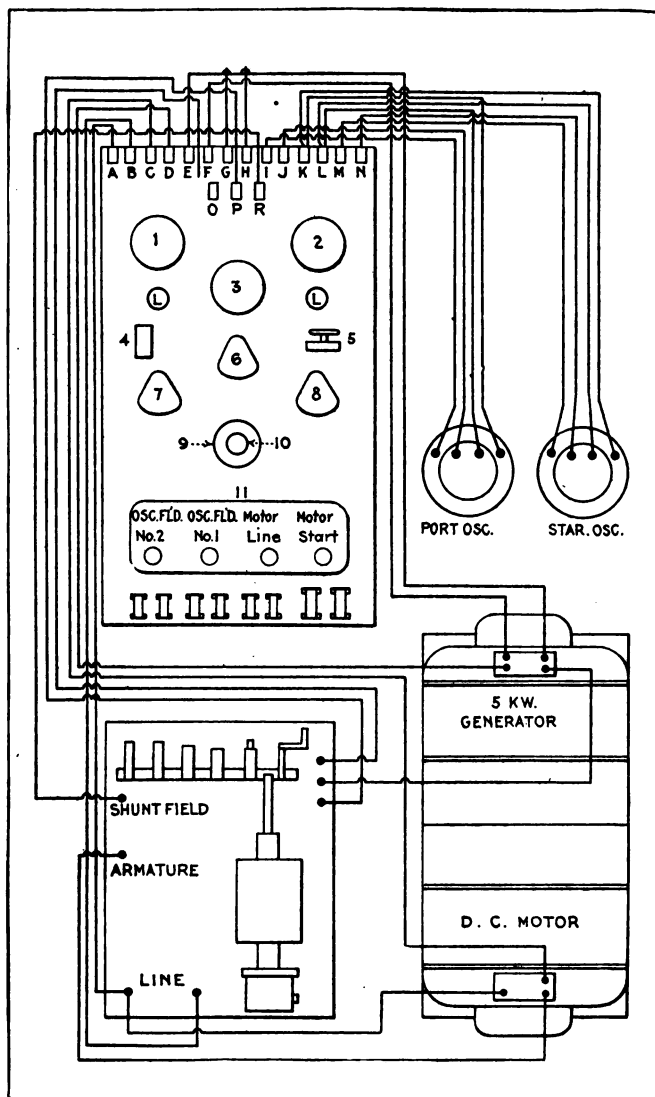 A B C D E F G H I J K L M N
O P R
1 2
3
L L
4 5
6
7 8
9 10
11
OSC.FLD. OSC.FLD. Motor Motor
No.2 No.1 Line Start
PORT OSC. STAR. OSC.
5 KW.
GENERATOR
SHUNT FIELD
ARMATURE
D. C. MOTOR
LINE